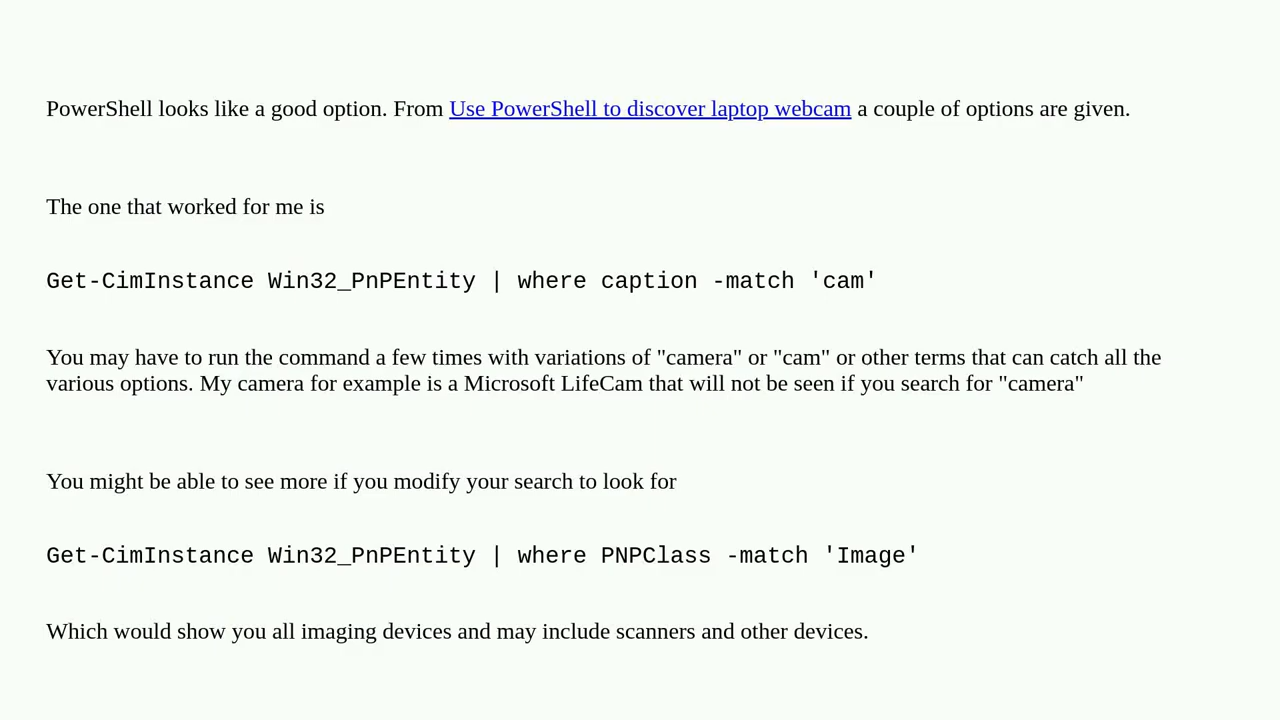 PowerShell looks like a good option. From Use PowerShell to discover laptop webcam a couple of options are given.
The one that worked for me is
Get-CimInstance Win32_PnPEntity | where caption -match 'cam'
You may have to run the command a few times with variations of "camera" or "cam" or other terms that can catch all the
various options. My camera for example is a Microsoft LifeCam that will not be seen if you search for "camera"
You might be able to see more if you modify your search to look for
Get-CimInstance Win32_PnPEntity | where PNPClass -match 'Image'
Which would show you all imaging devices and may include scanners and other devices.